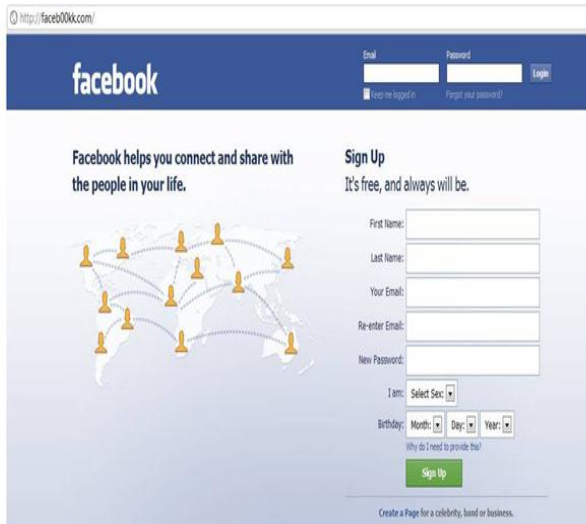 http://faceb00kk.com/
facebook
Email
Password
Login
Keep me logged in
Forgot your password?
Facebook helps you connect and share with
the people in your life.
Sign Up
It's free, and always will be.
First Name:
Last Name:
Your Email:
Re-enter Email:
New Password:
I am: Select Sex:
Birthday: Month: Day: Year:
Why do I need to provide this?
Sign Up
Create a Page for a celebrity, band or business.